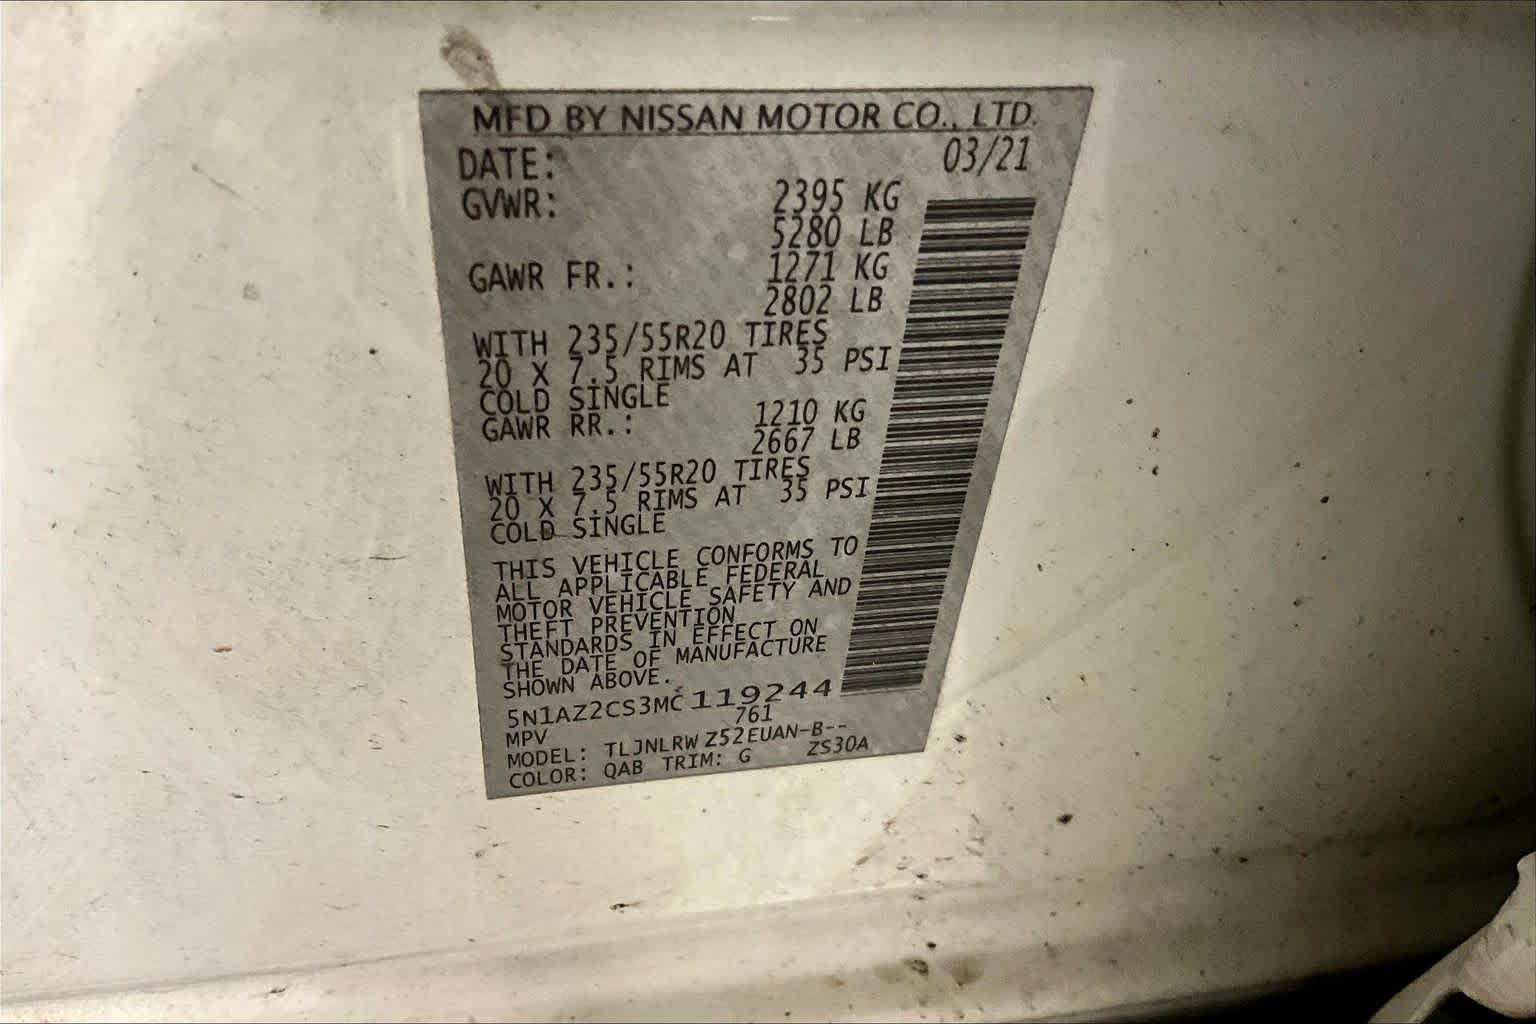 MFD BY NISSAN MOTOR CO., LTD.
DATE: 03/21
GVWR: 2395 KG
5280 LB
GAWR FR.: 1271 KG
2802 LB
WITH 235/55R20 TIRES
20 X 7.5 RIMS AT 35 PSI
COLD SINGLE
GAWR RR.: 1210 KG
2667 LB
WITH 235/55R20 TIRES
20 X 7.5 RIMS AT 35 PSI
COLD SINGLE
THIS VEHICLE CONFORMS TO
ALL APPLICABLE FEDERAL
MOTOR VEHICLE SAFETY AND
THEFT PREVENTION
STANDARDS IN EFFECT ON
THE DATE OF MANUFACTURE
SHOWN ABOVE.
5N1AZ2CS3MC119244
MPV 761
MODEL: TLJNLRW Z52EUAN-B--
COLOR: QAB TRIM: G ZS30A